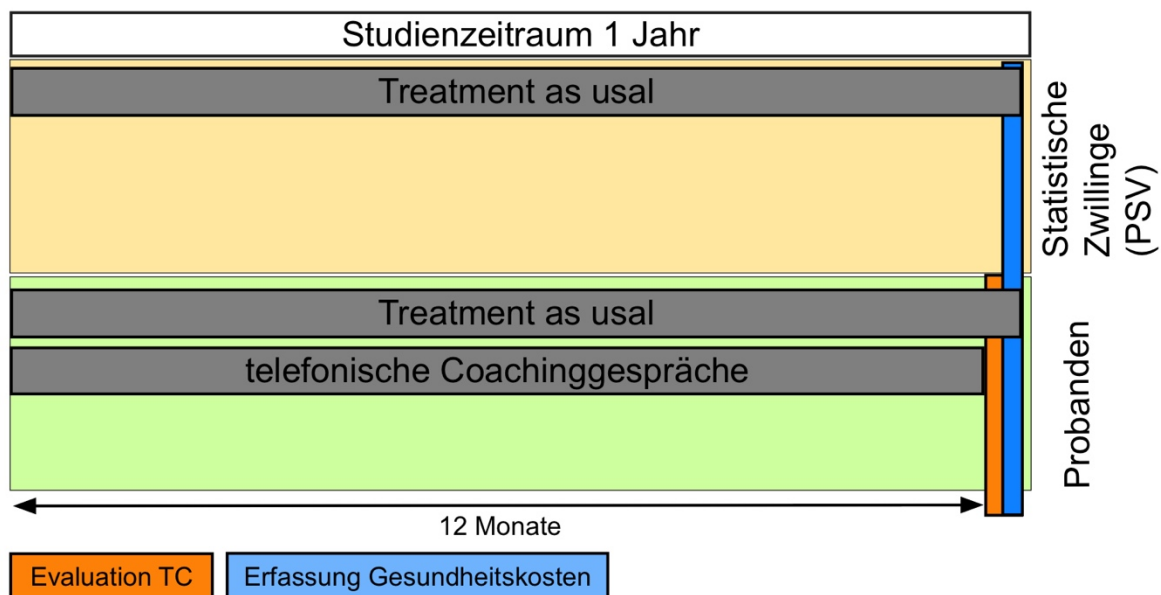 Studienzeitraum 1 Jahr
Treatment as usal
Statistische
Zwillinge
(PSV)
Treatment as usal
telefonische Coachinggespräche
Probanden
12 Monate
Evaluation TC
Erfassung Gesundheitskosten